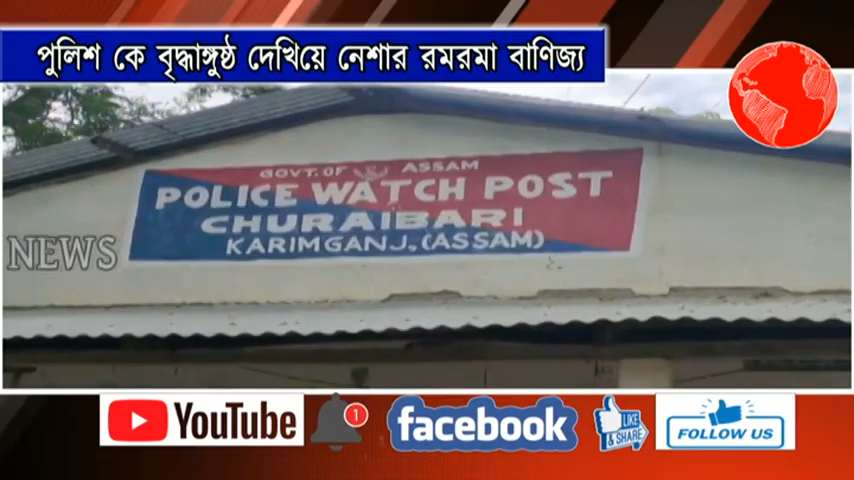 পুলিশ কে বৃদ্ধাঙ্গুষ্ঠ দেখিয়ে নেশার রমরমা বাণিজ্য
GOVT. OF ASSAM
POLICE WATCH POST
CHURAIBARI
KARIMGANJ, (ASSAM)
NEWS
YouTube
1
facebook
LIKE
& SHARE
FOLLOW US